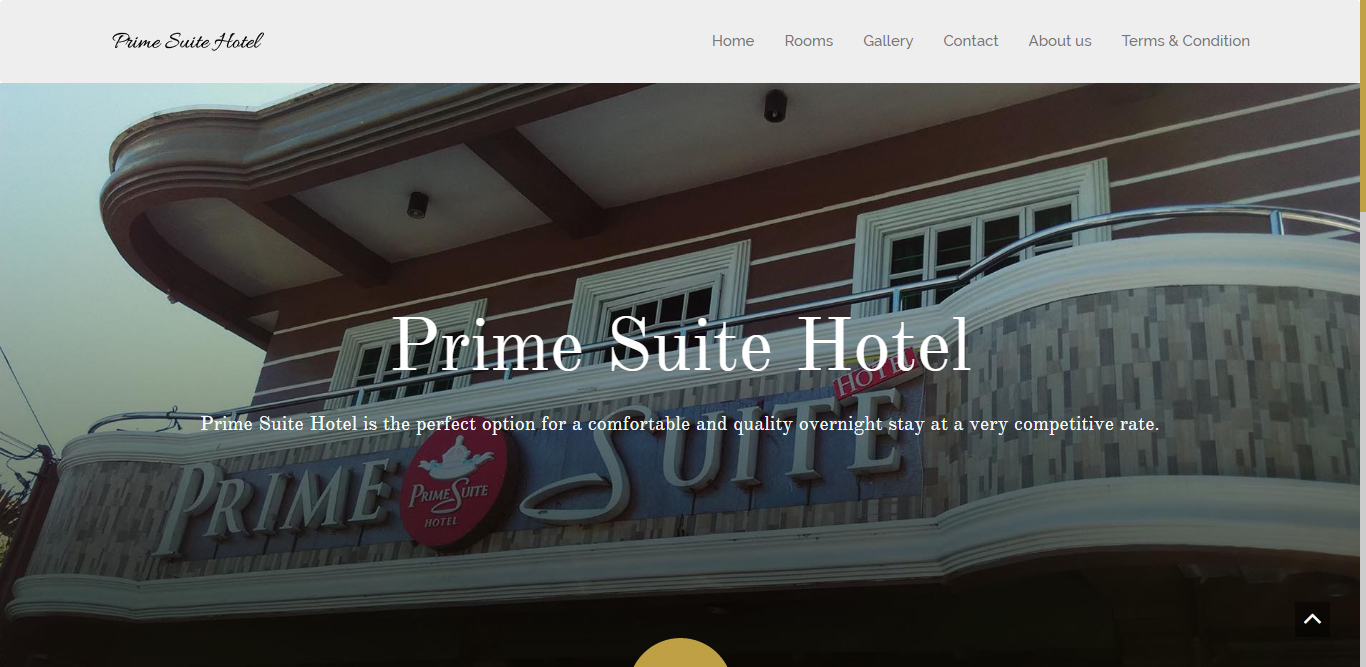 Prime Suite Hotel
Home Rooms Gallery Contact About us Terms & Condition
Prime Suite Hotel
HOTEL
Prime Suite Hotel is the perfect option for a comfortable and quality overnight stay at a very competitive rate.
PRIME SUITE
PRIME SUITE
HOTEL